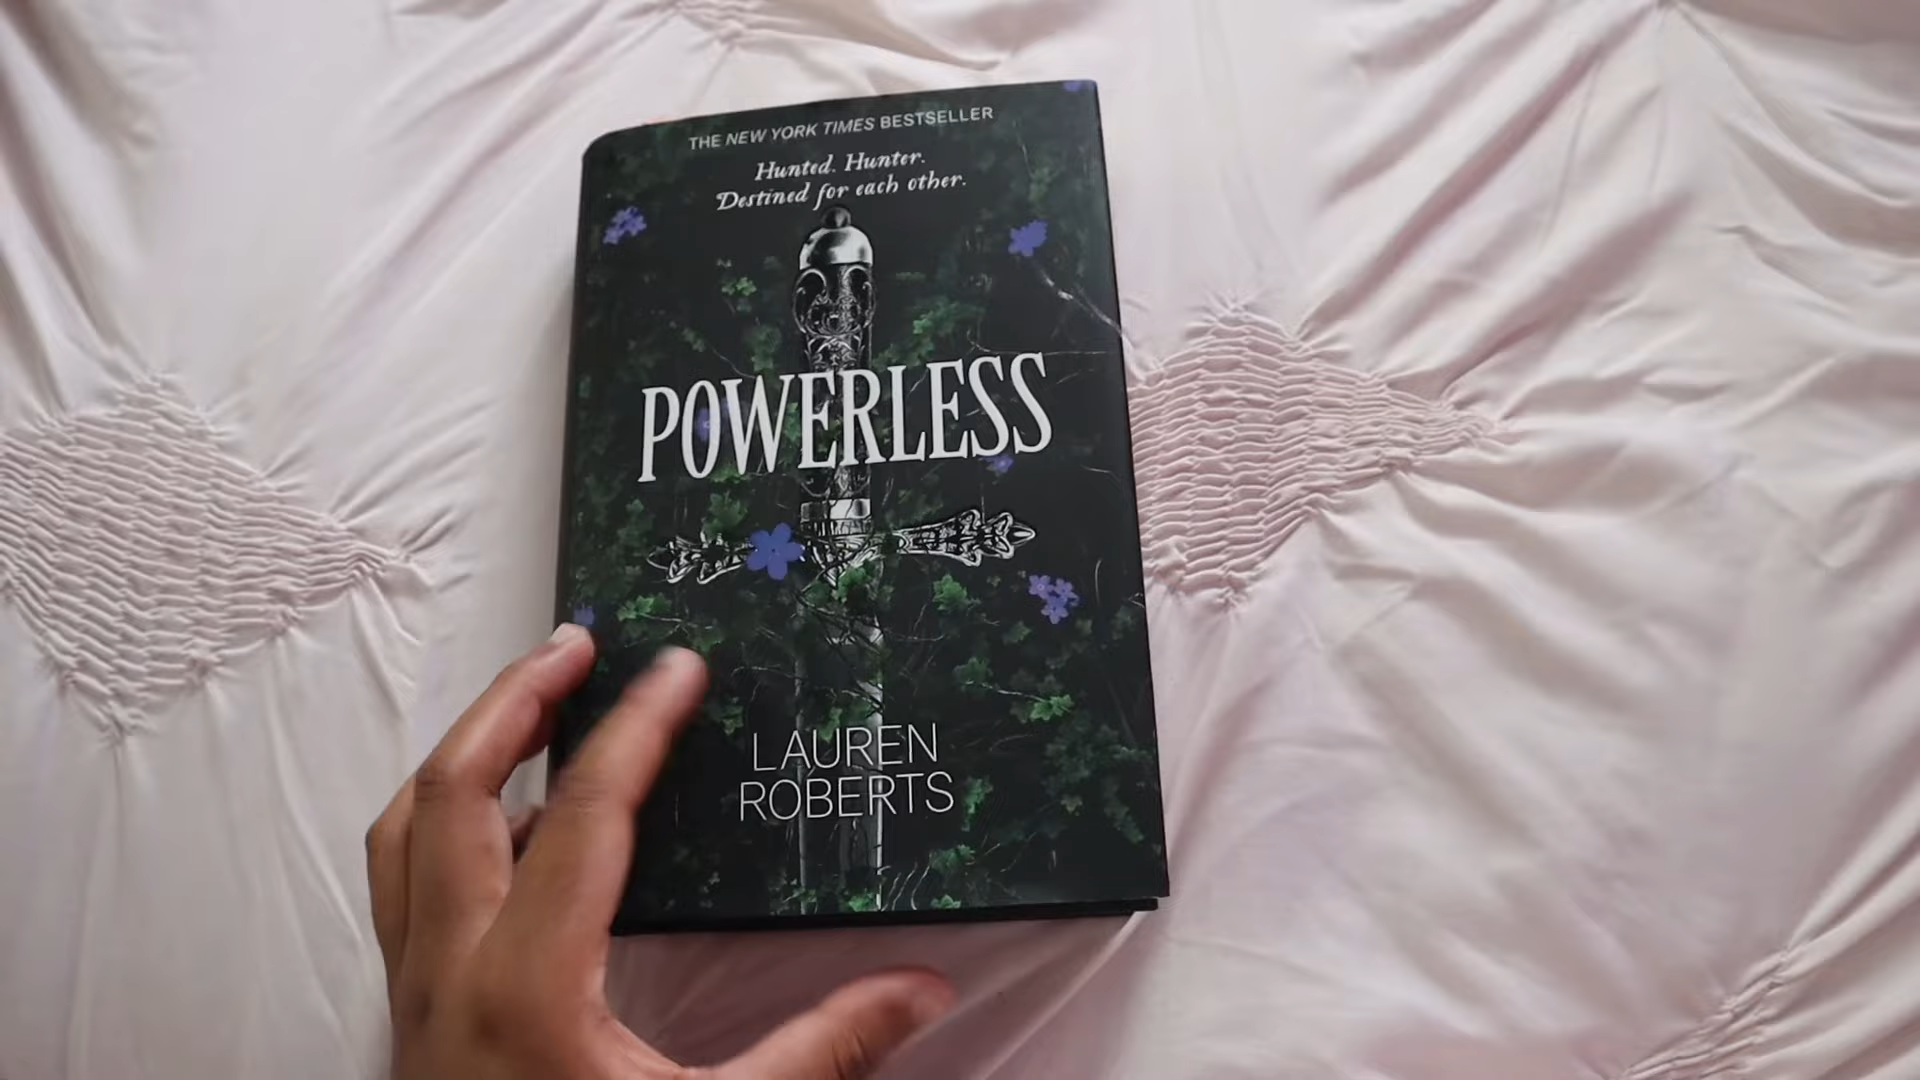 THE NEW YORK TIMES BESTSELLER
Hunted. Hunter.
Destined for each other.
POWERLESS
LAUREN
ROBERTS